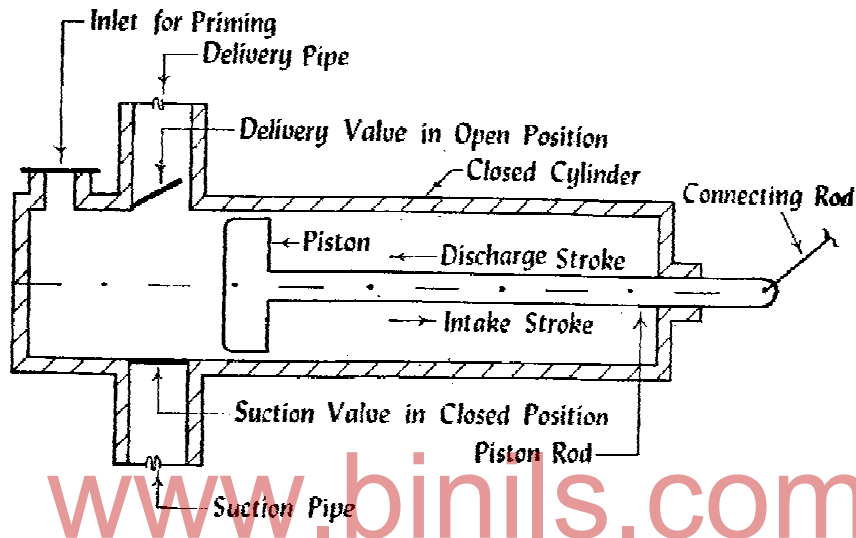 Inlet for Priming
Delivery Pipe
Delivery Value in Open Position
Closed Cylinder
Connecting Rod
Piston
Discharge Stroke
Intake Stroke
Suction Value in Closed Position
Piston Rod
Suction Pipe
www.binils.com